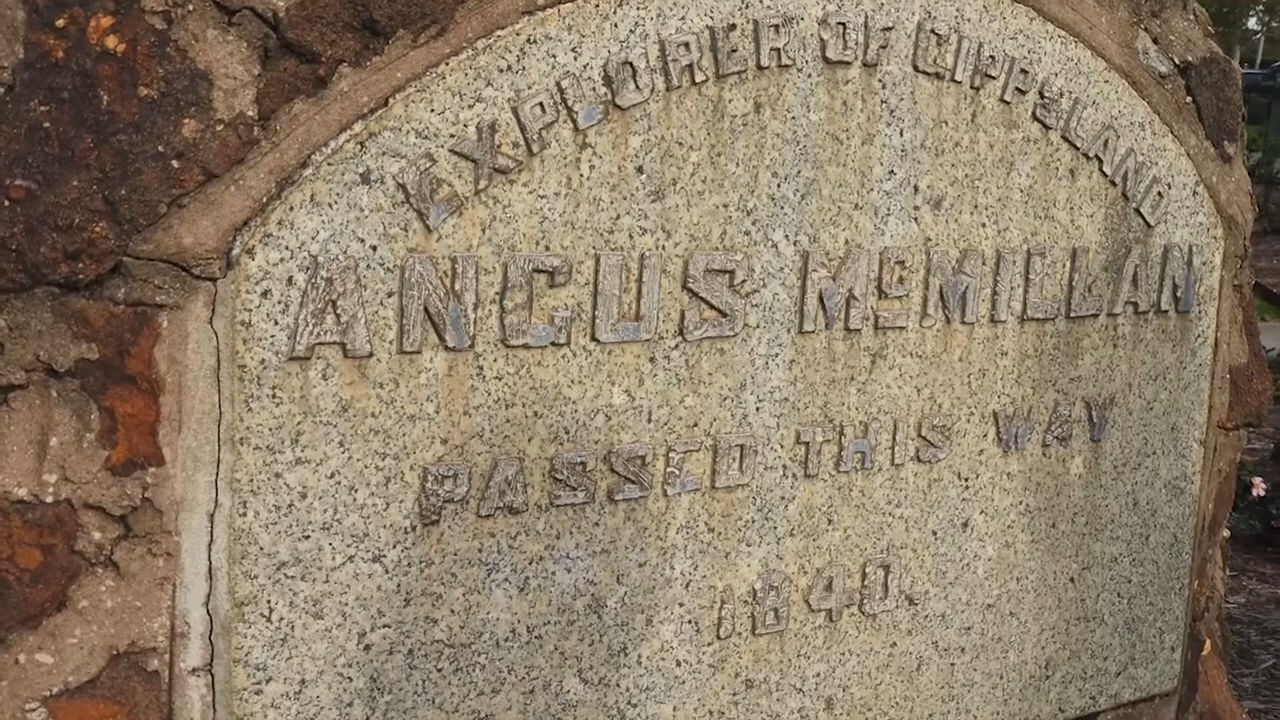 EXPLORER OF GIPPSLAND
ANGUS McMILLAN
PASSED THIS WAY
1840.